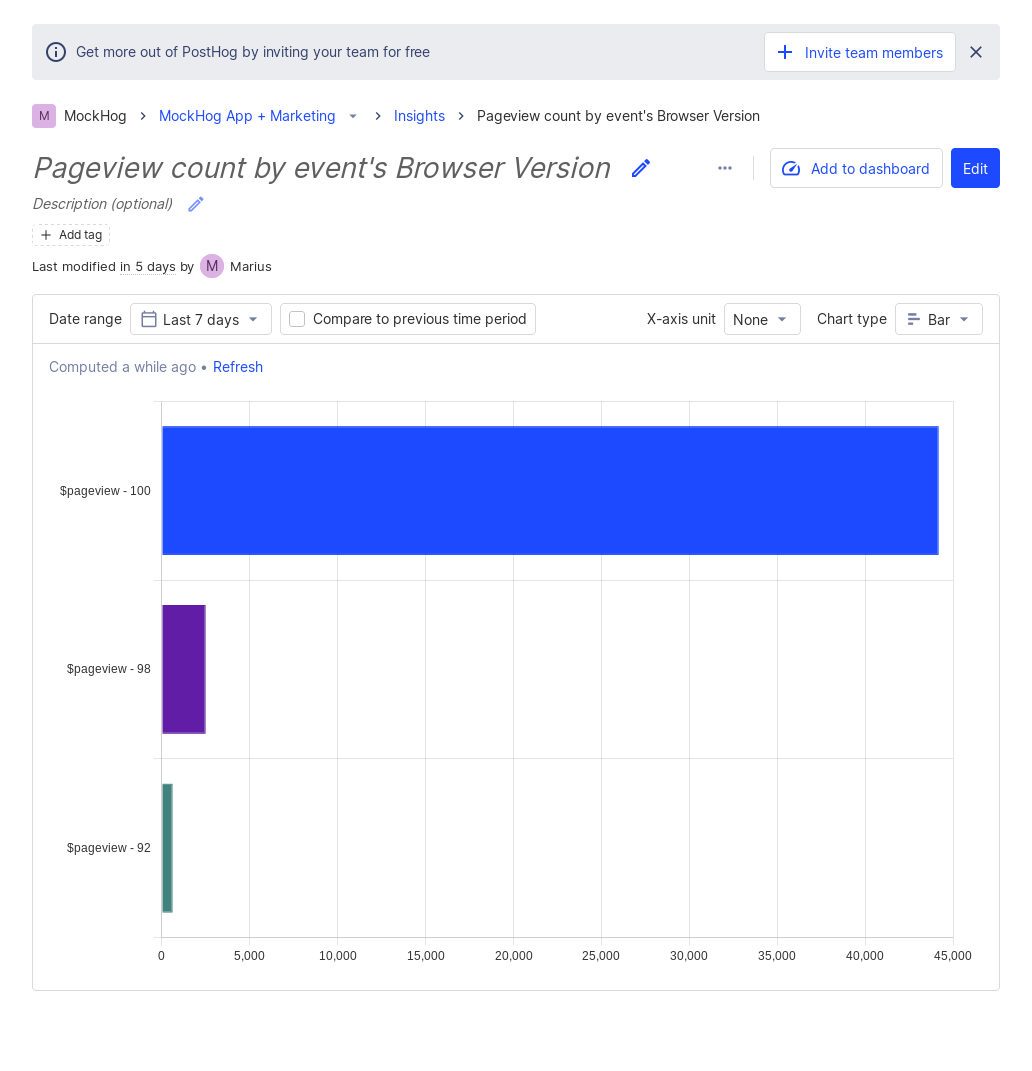 Get more out of PostHog by inviting your team for free
Invite team members
M MockHog
MockHog App + Marketing
Insights
Pageview count by event's Browser Version
Pageview count by event's Browser Version
Add to dashboard
Edit
Description (optional)
Add tag
Last modified in 5 days by M Marius
Date range Last 7 days Compare to previous time period X-axis unit None Chart type Bar
Computed a while ago • Refresh
$pageview - 100
$pageview - 98
$pageview - 92
0 5,000 10,000 15,000 20,000 25,000 30,000 35,000 40,000 45,000